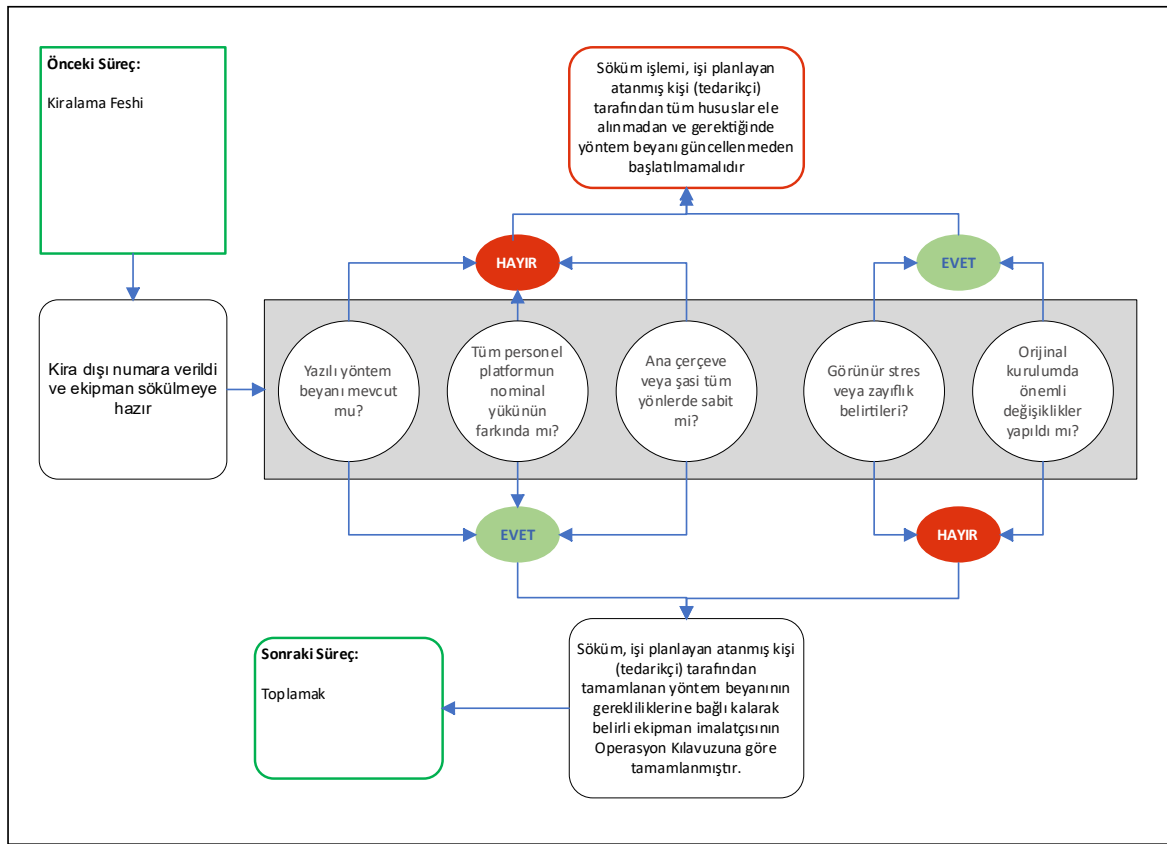 Önceki Süreç:
Kiralama Feshi
Söküm işlemi, işi planlayan
atanmış kişi (tedarikçi)
tarafından tüm hususlar ele
alınmadan ve gerektiğinde
yöntem beyanı güncellenmeden
başlatılmamalıdır
HAYIR
EVET
Kira dışı numara verildi
ve ekipman sökülmeye
hazır
Yazılı yöntem
beyanı mevcut
mu?
Tüm personel
platformun
nominal
yükünün
farkında mı?
Ana çerçeve
veya şasi tüm
yönlerde sabit
mi?
Görünür stres
veya zayıflık
belirtileri?
Orijinal
kurulumda
önemli
değişiklikler
yapıldı mı?
EVET
HAYIR
Sonraki Süreç:
Toplamak
Söküm, işi planlayan atanmış kişi
(tedarikçi) tarafından
tamamlanan yöntem beyanının
gerekliliklerine bağlı kalarak
belirli ekipman imalatçısının
Operasyon Kılavuzuna göre
tamamlanmıştır.